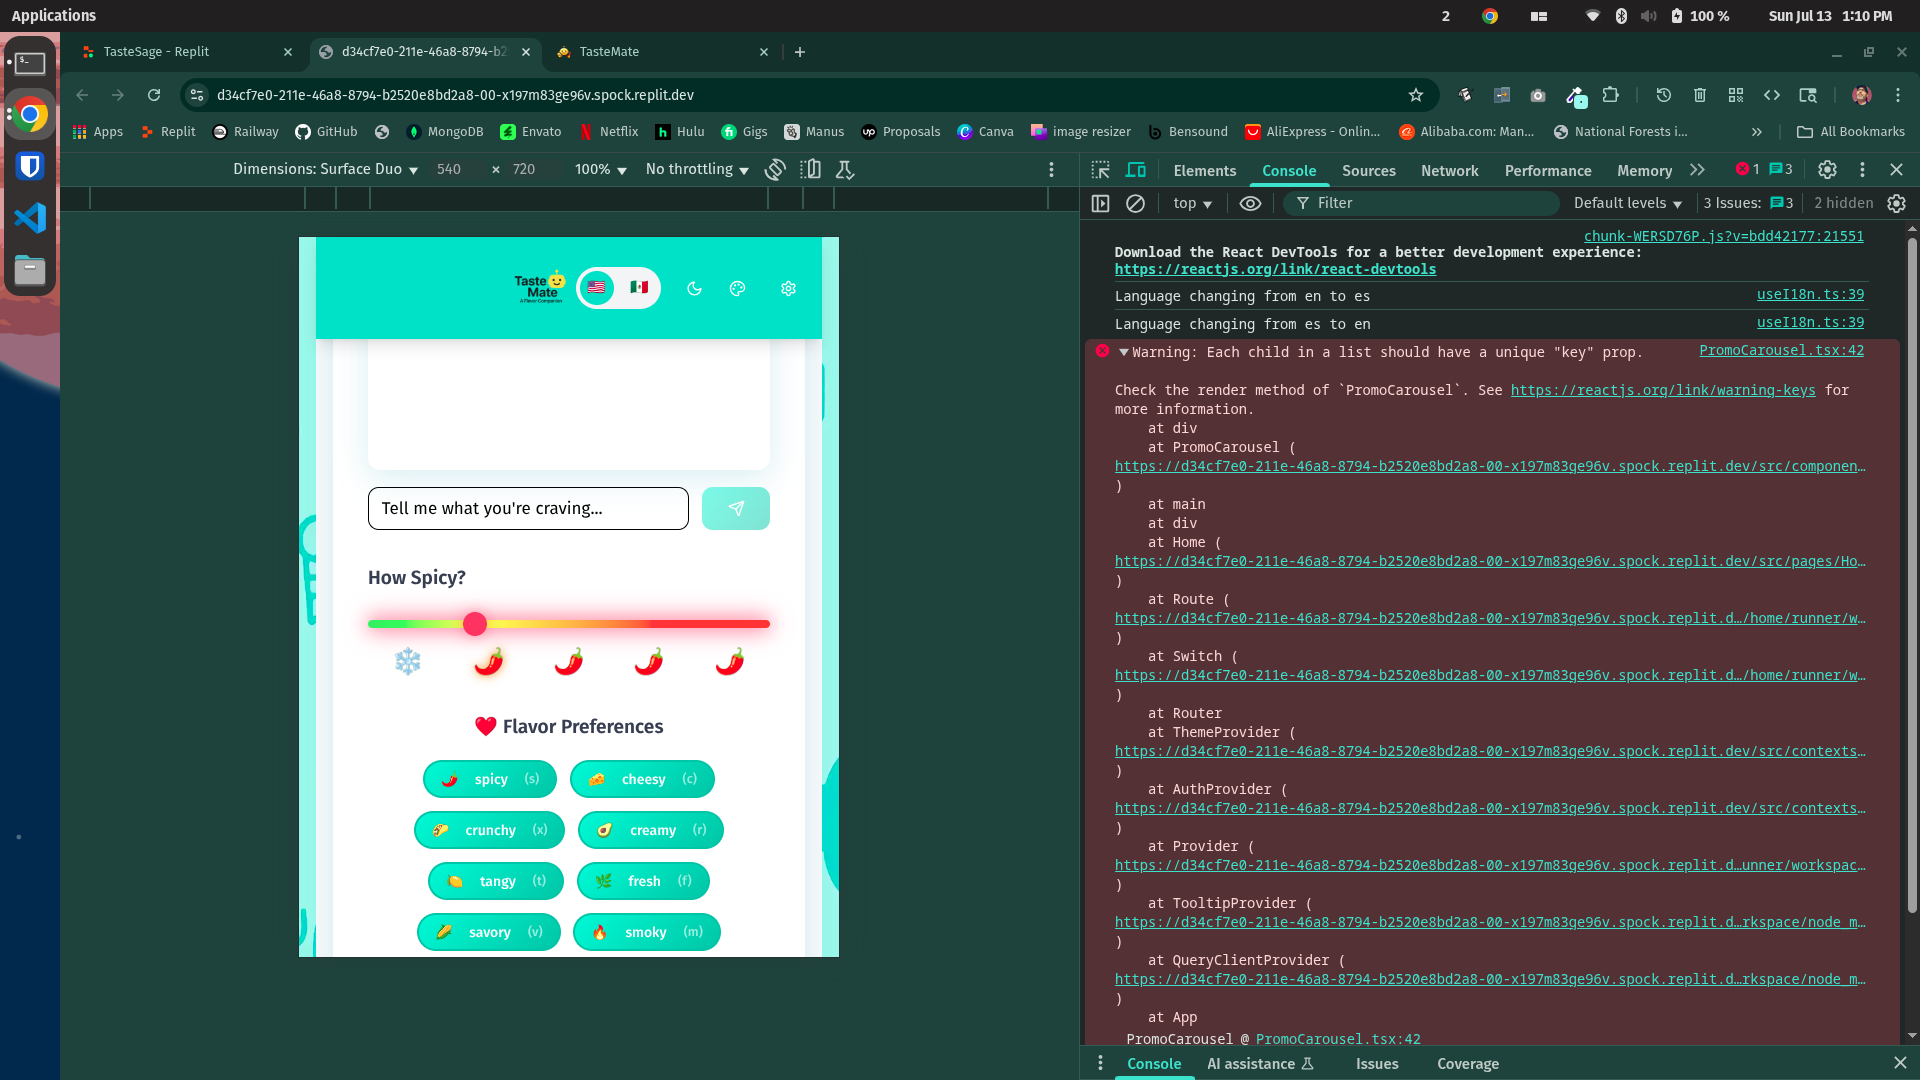 Applications
2
100 %
Sun Jul 13 1:10 PM
TasteSage - Replit
d34cf7e0-211e-46a8-8794-b2
TasteMate
d34cf7e0-211e-46a8-8794-b2520e8bd2a8-00-x197m83ge96v.spock.replit.dev
Apps
Replit
Railway
GitHub
MongoDB
Envato
Netflix
Hulu
Gigs
Manus
Proposals
Canva
image resizer
Bensound
AliExpress - Onlin...
Alibaba.com: Man...
National Forests i...
All Bookmarks
Dimensions: Surface Duo
540 × 720
100%
No throttling
Elements
Console
Sources
Network
Performance
Memory
1
3
top
Filter
Default levels
3 Issues: 3
2 hidden
Taste
Mate
A Flavor Companion
Tell me what you're craving...
How Spicy?
Flavor Preferences
spicy (s)
cheesy (c)
crunchy (x)
creamy (r)
tangy (t)
fresh (f)
savory (v)
smoky (m)
chunk-WERSD76P.js?v=bdd42177:21551
Download the React DevTools for a better development experience:
https://reactjs.org/link/react-devtools
Language changing from en to es useI18n.ts:39
Language changing from es to en useI18n.ts:39
Warning: Each child in a list should have a unique "key" prop. PromoCarousel.tsx:42
Check the render method of `PromoCarousel`. See https://reactjs.org/link/warning-keys for
more information.
at div
at PromoCarousel (
https://d34cf7e0-211e-46a8-8794-b2520e8bd2a8-00-x197m83ge96v.spock.replit.dev/src/componen…
)
at main
at div
at Home (
https://d34cf7e0-211e-46a8-8794-b2520e8bd2a8-00-x197m83ge96v.spock.replit.dev/src/pages/Ho…
)
at Route (
https://d34cf7e0-211e-46a8-8794-b2520e8bd2a8-00-x197m83ge96v.spock.replit.d…/home/runner/w…
)
at Switch (
https://d34cf7e0-211e-46a8-8794-b2520e8bd2a8-00-x197m83ge96v.spock.replit.d…/home/runner/w…
)
at Router
at ThemeProvider (
https://d34cf7e0-211e-46a8-8794-b2520e8bd2a8-00-x197m83ge96v.spock.replit.dev/src/contexts…
)
at AuthProvider (
https://d34cf7e0-211e-46a8-8794-b2520e8bd2a8-00-x197m83ge96v.spock.replit.dev/src/contexts…
)
at Provider (
https://d34cf7e0-211e-46a8-8794-b2520e8bd2a8-00-x197m83ge96v.spock.replit.d…unner/workspac…
)
at TooltipProvider (
https://d34cf7e0-211e-46a8-8794-b2520e8bd2a8-00-x197m83ge96v.spock.replit.d…rkspace/node_m…
)
at QueryClientProvider (
https://d34cf7e0-211e-46a8-8794-b2520e8bd2a8-00-x197m83ge96v.spock.replit.d…rkspace/node_m…
)
at App
PromoCarousel @ PromoCarousel.tsx:42
Console
AI assistance
Issues
Coverage